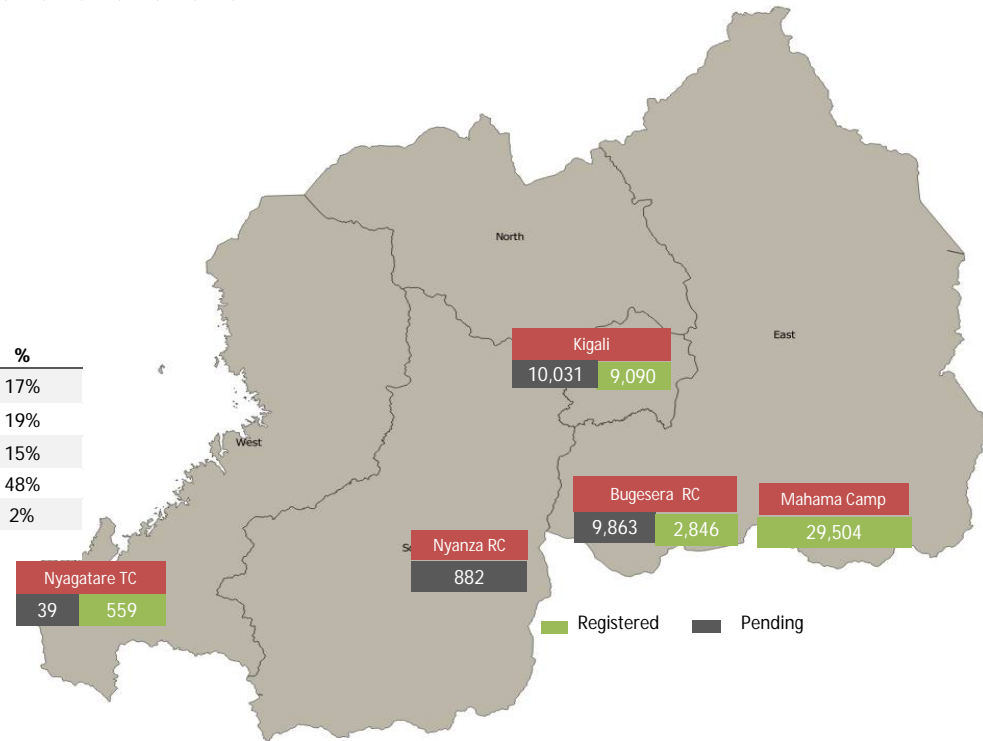 North
East
Kigali
10,031 9,090
%
17%
19%
15%
48%
2%
West
Bugesera RC
9,863 2,846
Mahama Camp
29,504
Nyanza RC
882
Nyagatare TC
39 559
Registered Pending